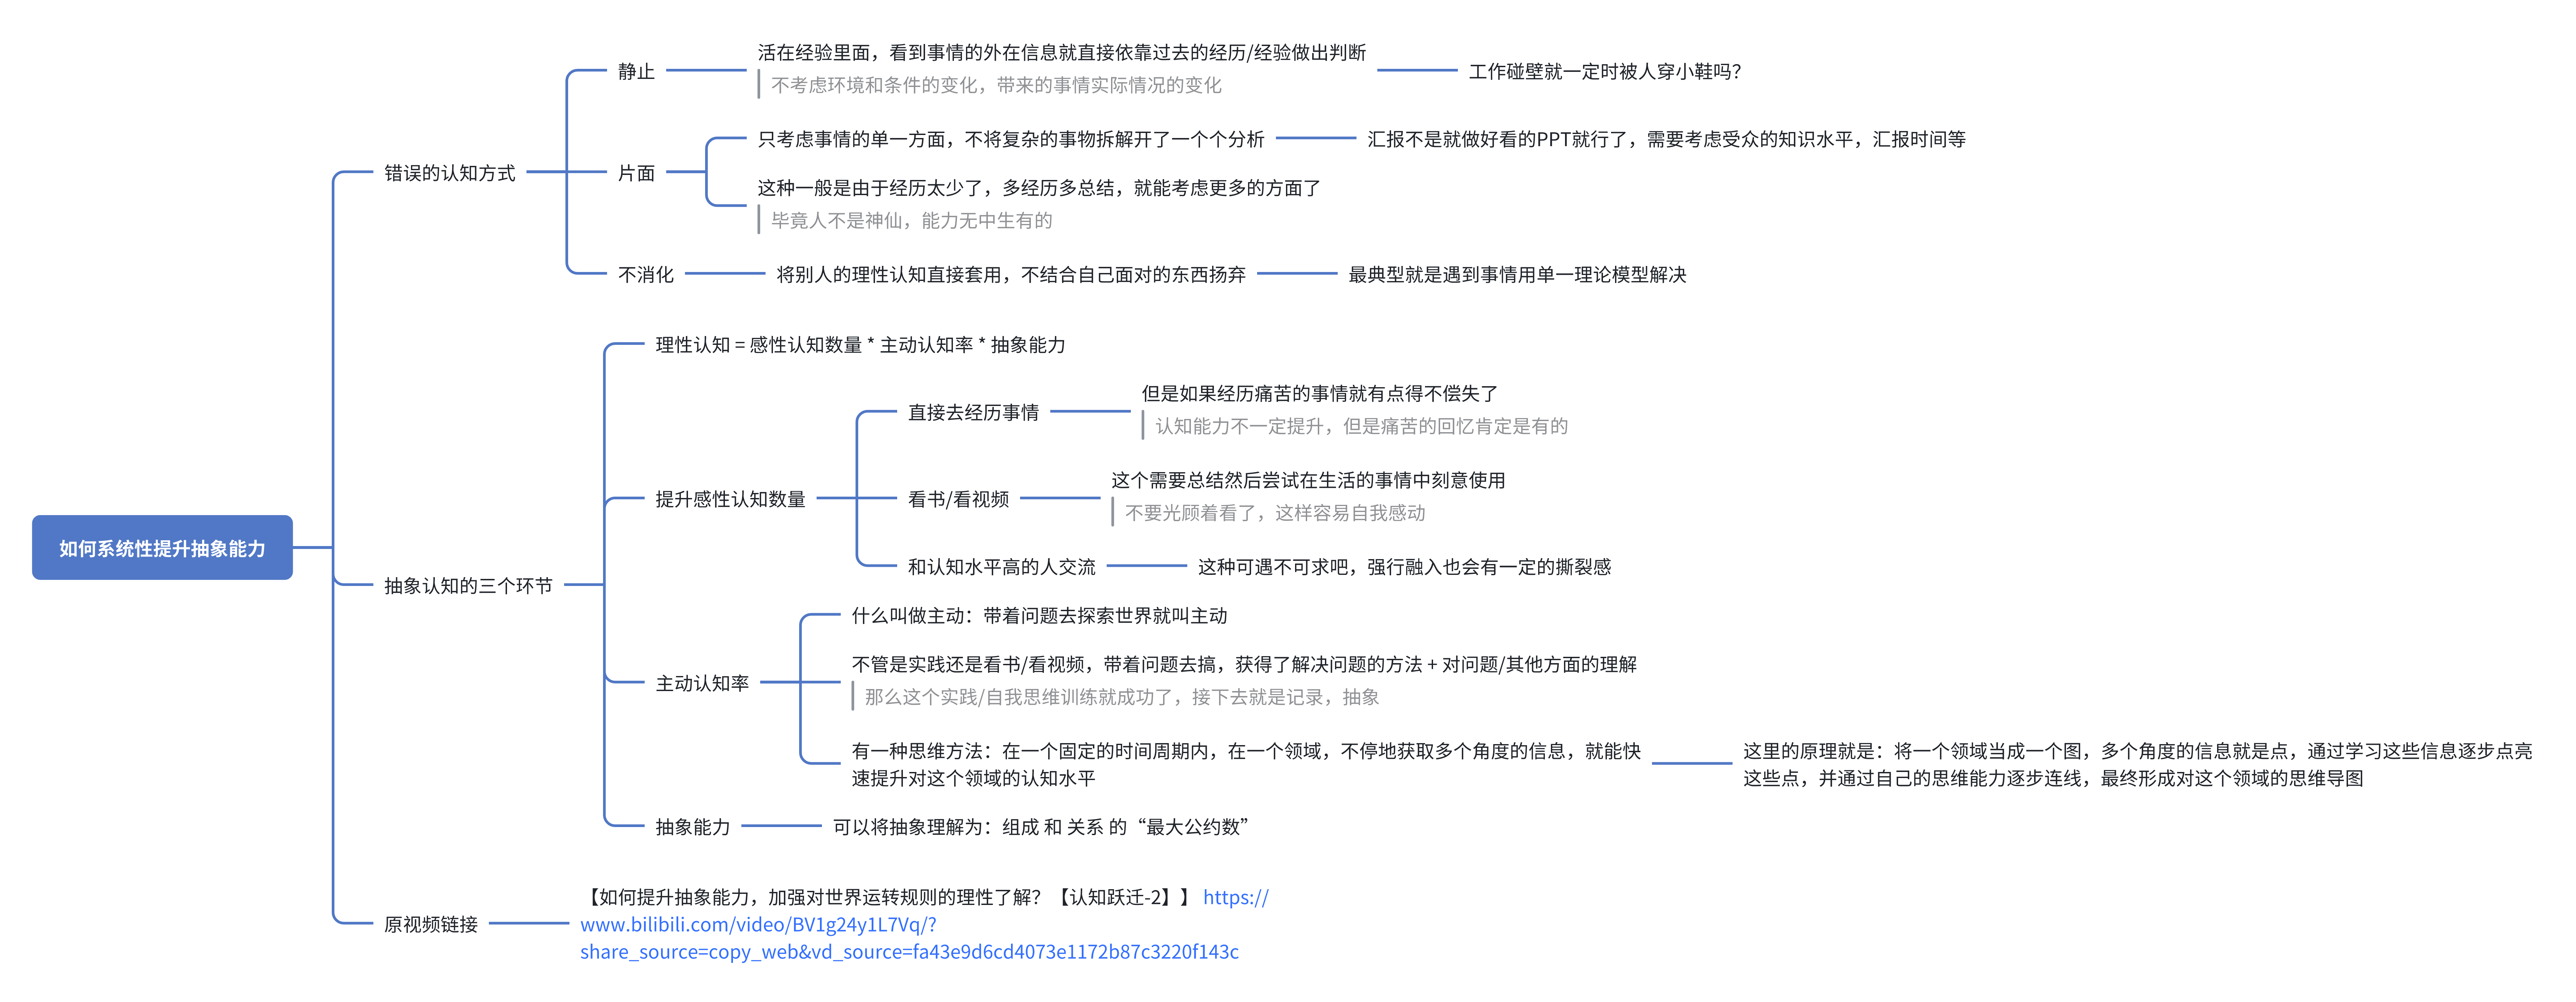 如何系统性提升抽象能力
错误的认知方式
静止
活在经验里面，看到事情的外在信息就直接依靠过去的经历/经验做出判断
不考虑环境和条件的变化，带来的事情实际情况的变化
工作碰壁就一定时被人穿小鞋吗？
片面
只考虑事情的单一方面，不将复杂的事物拆解开了一个个分析
汇报不是就做好看的PPT就行了，需要考虑受众的知识水平，汇报时间等
这种一般是由于经历太少了，多经历多总结，就能考虑更多的方面了
毕竟人不是神仙，能力无中生有的
不消化
将别人的理性认知直接套用，不结合自己面对的东西扬弃
最典型就是遇到事情用单一理论模型解决
抽象认知的三个环节
理性认知 = 感性认知数量 * 主动认知率 * 抽象能力
提升感性认知数量
直接去经历事情
但是如果经历痛苦的事情就有点得不偿失了
认知能力不一定提升，但是痛苦的回忆肯定是有的
看书/看视频
这个需要总结然后尝试在生活的事情中刻意使用
不要光顾着看了，这样容易自我感动
和认知水平高的人交流
这种可遇不可求吧，强行融入也会有一定的撕裂感
主动认知率
什么叫做主动：带着问题去探索世界就叫主动
不管是实践还是看书/看视频，带着问题去搞，获得了解决问题的方法 + 对问题/其他方面的理解
那么这个实践/自我思维训练就成功了，接下去就是记录，抽象
有一种思维方法：在一个固定的时间周期内，在一个领域，不停地获取多个角度的信息，就能快
速提升对这个领域的认知水平
这里的原理就是：将一个领域当成一个图，多个角度的信息就是点，通过学习这些信息逐步点亮
这些点，并通过自己的思维能力逐步连线，最终形成对这个领域的思维导图
抽象能力
可以将抽象理解为：组成 和 关系 的“最大公约数”
原视频链接
【如何提升抽象能力，加强对世界运转规则的理性了解？【认知跃迁-2】】 https://
www.bilibili.com/video/BV1g24y1L7Vq/?
share_source=copy_web&vd_source=fa43e9d6cd4073e1172b87c3220f143c